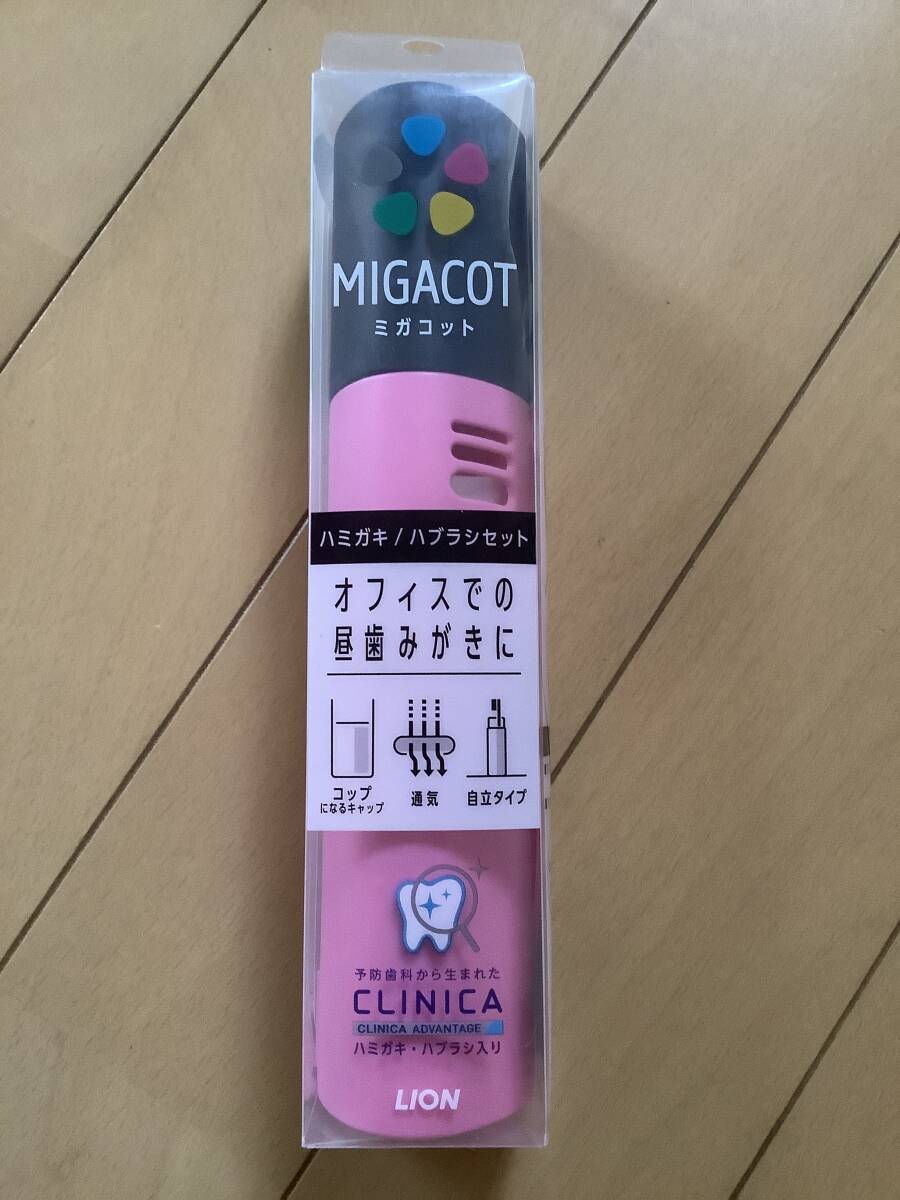 MIGACOT
ミガコット
ハミガキ/ハブラシセット
オフィスでの
昼歯みがきに
コップ
になるキャップ
通気
自立タイプ
予防歯科から生まれた
CLINICA
CLINICA ADVANTAGE
ハミガキ・ハブラシ入り
LION